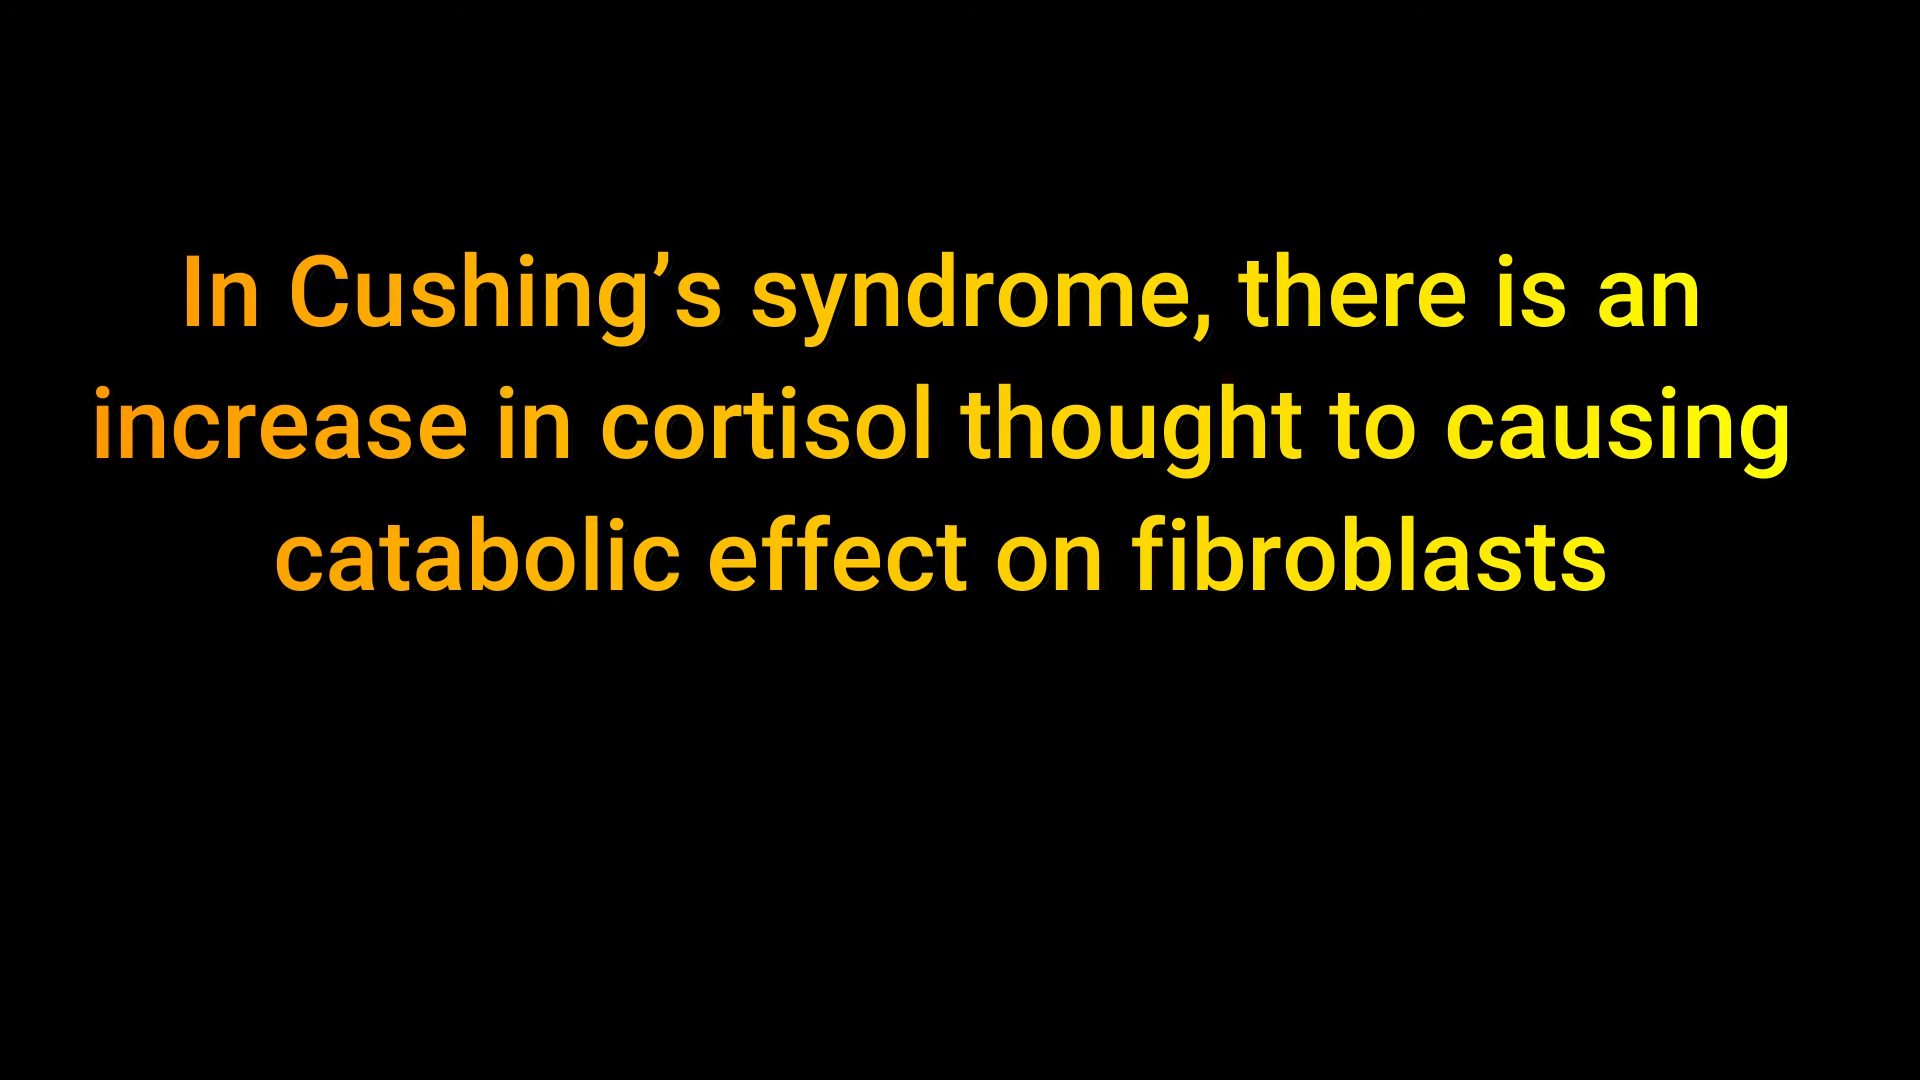 In Cushing’s syndrome, there is an
increase in cortisol thought to causing
catabolic effect on fibroblasts